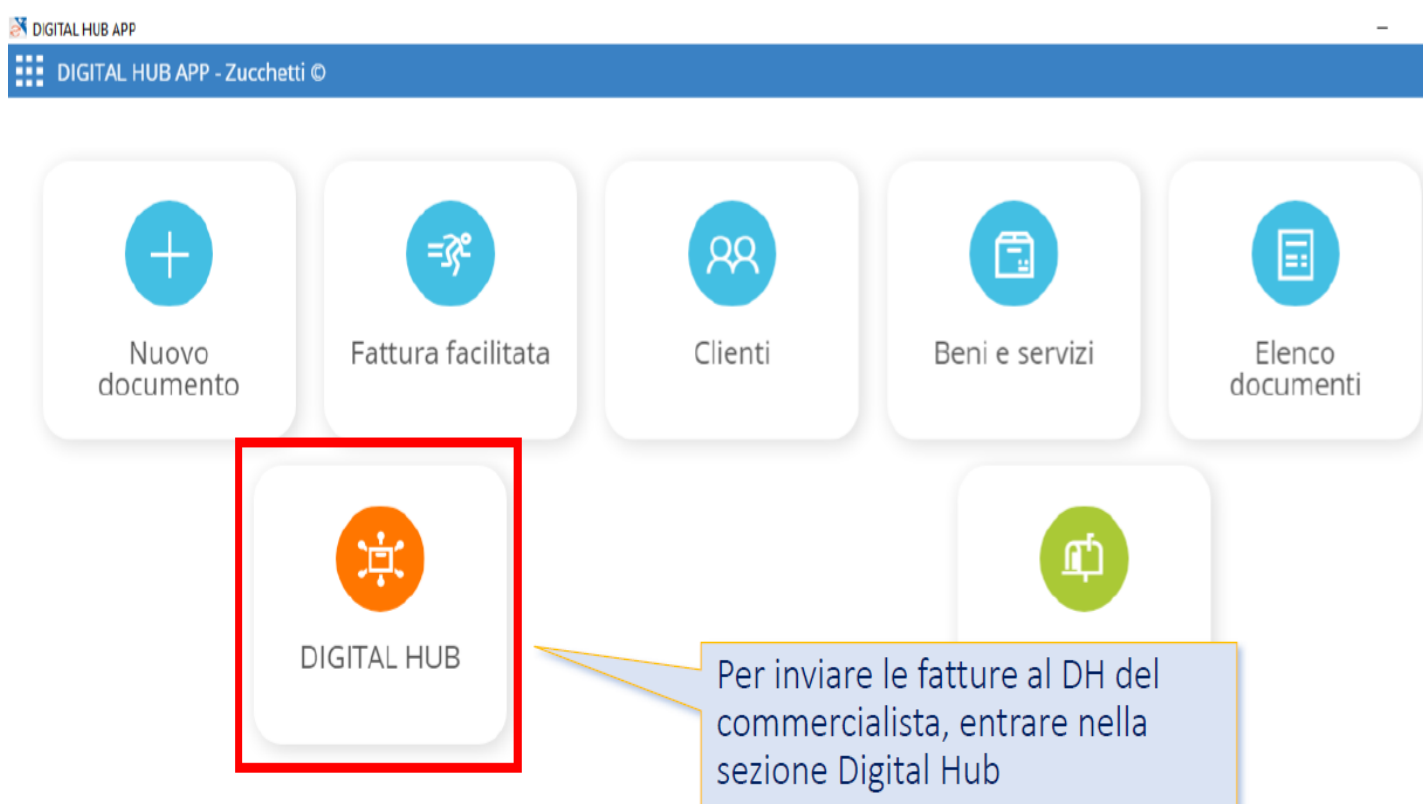 DIGITAL HUB APP
DIGITAL HUB APP - Zucchetti ©
Nuovo
documento
Fattura facilitata
Clienti
Beni e servizi
Elenco
documenti
DIGITAL HUB
Per inviare le fatture al DH del
commercialista, entrare nella
sezione Digital Hub